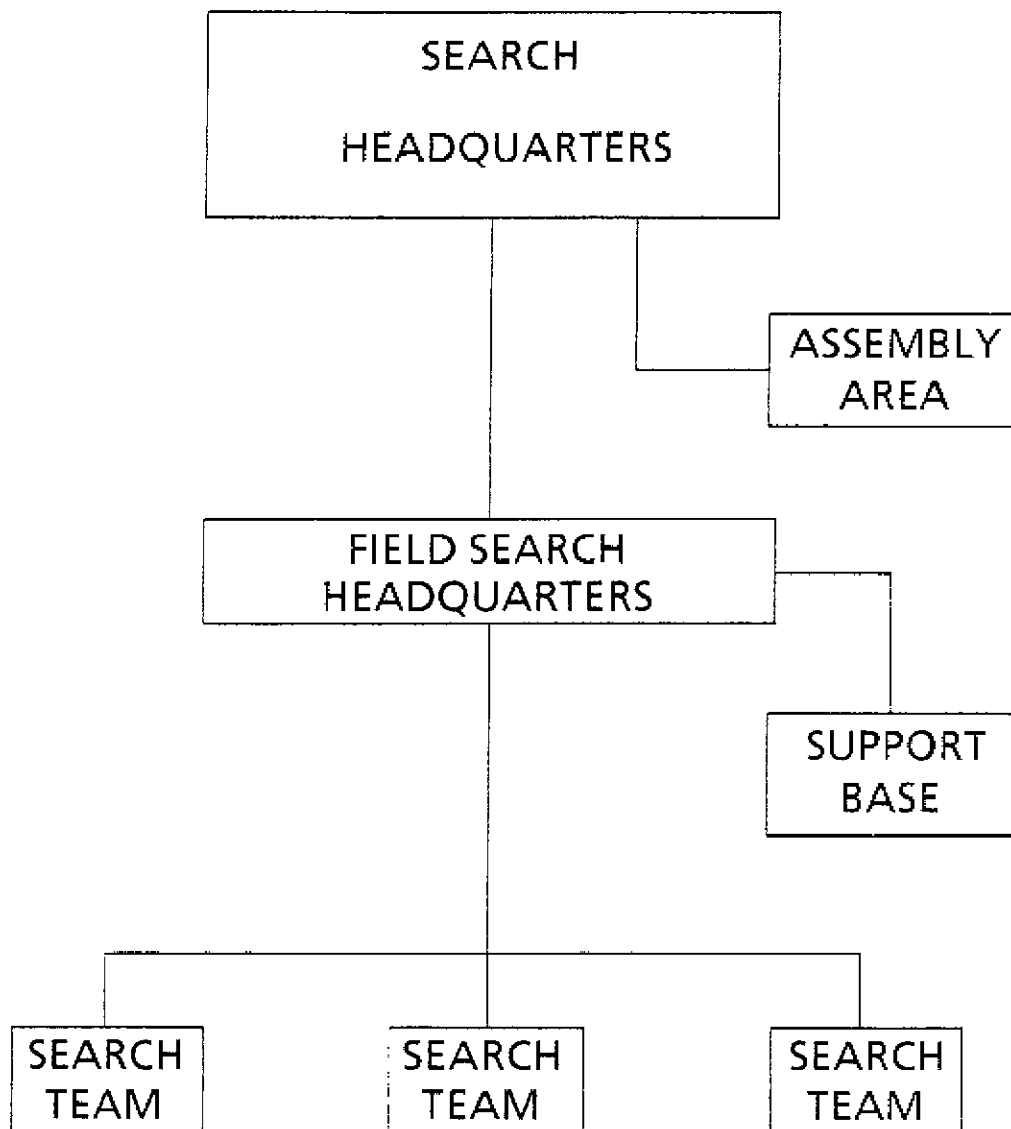 SEARCH
HEADQUARTERS
ASSEMBLY
AREA
FIELD SEARCH
HEADQUARTERS
SUPPORT
BASE
SEARCH
TEAM
SEARCH
TEAM
SEARCH
TEAM